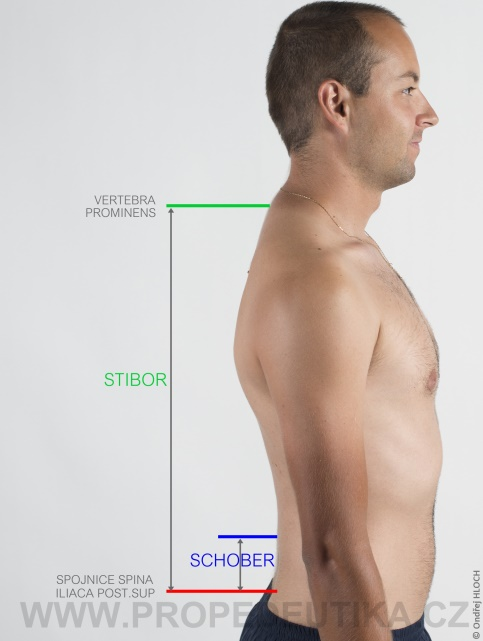 VERTEBRA
PROMINENS
STIBOR
SCHOBER
SPOJNICE SPINA
ILIACA POST.SUP
WWW.PROPEDEUTIKA.CZ
© Ondřej HLOCH